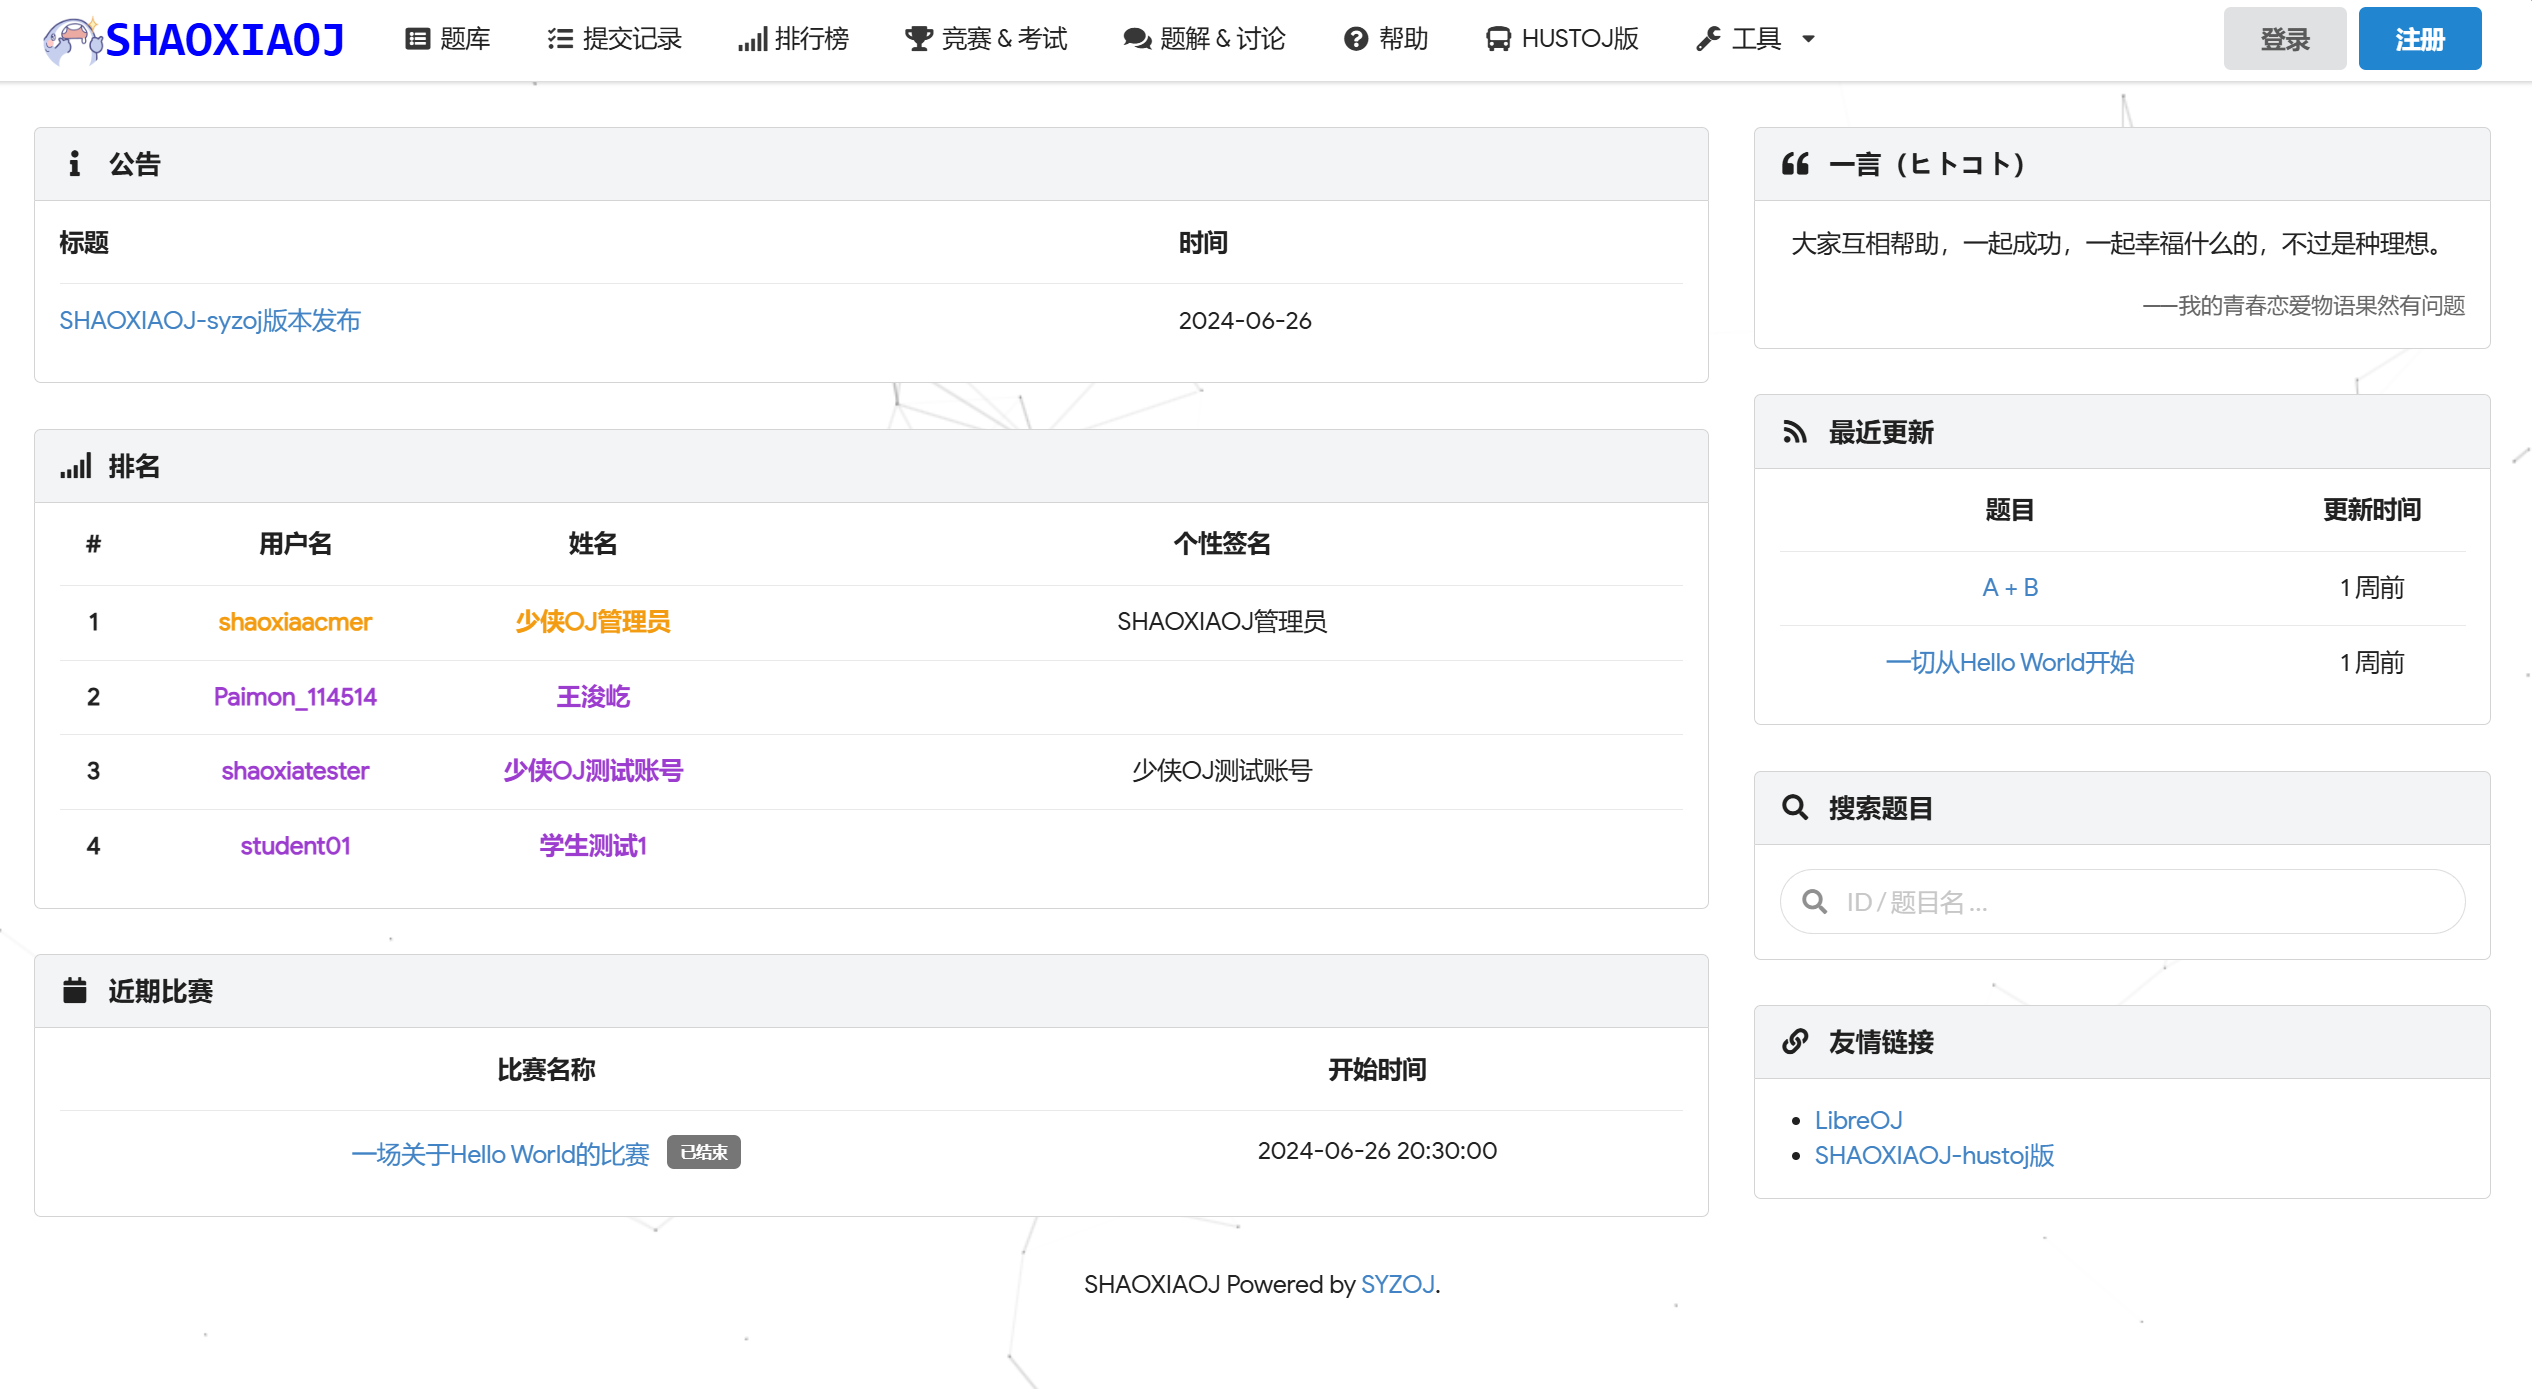 SHAOXIAOJ 题库 提交记录 排行榜 竞赛 & 考试 题解 & 讨论 帮助 HUSTOJ版 工具 登录 注册
公告
标题 时间
SHAOXIAOJ-syzoj版本发布 2024-06-26
排名
# 用户名 姓名 个性签名
1 shaoxiaacmer 少侠OJ管理员 SHAOXIAOJ管理员
2 Paimon_114514 王浚屹
3 shaoxiatester 少侠OJ测试账号 少侠OJ测试账号
4 student01 学生测试1
近期比赛
比赛名称 开始时间
一场关于Hello World的比赛 已结束 2024-06-26 20:30:00
一言（ヒトコト）
大家互相帮助，一起成功，一起幸福什么的，不过是种理想。
——我的青春恋爱物语果然有问题
最近更新
题目 更新时间
A + B 1 周前
一切从Hello World开始 1 周前
搜索题目
ID / 题目名 ...
友情链接
LibreOJ
SHAOXIAOJ-hustoj版
SHAOXIAOJ Powered by SYZOJ.